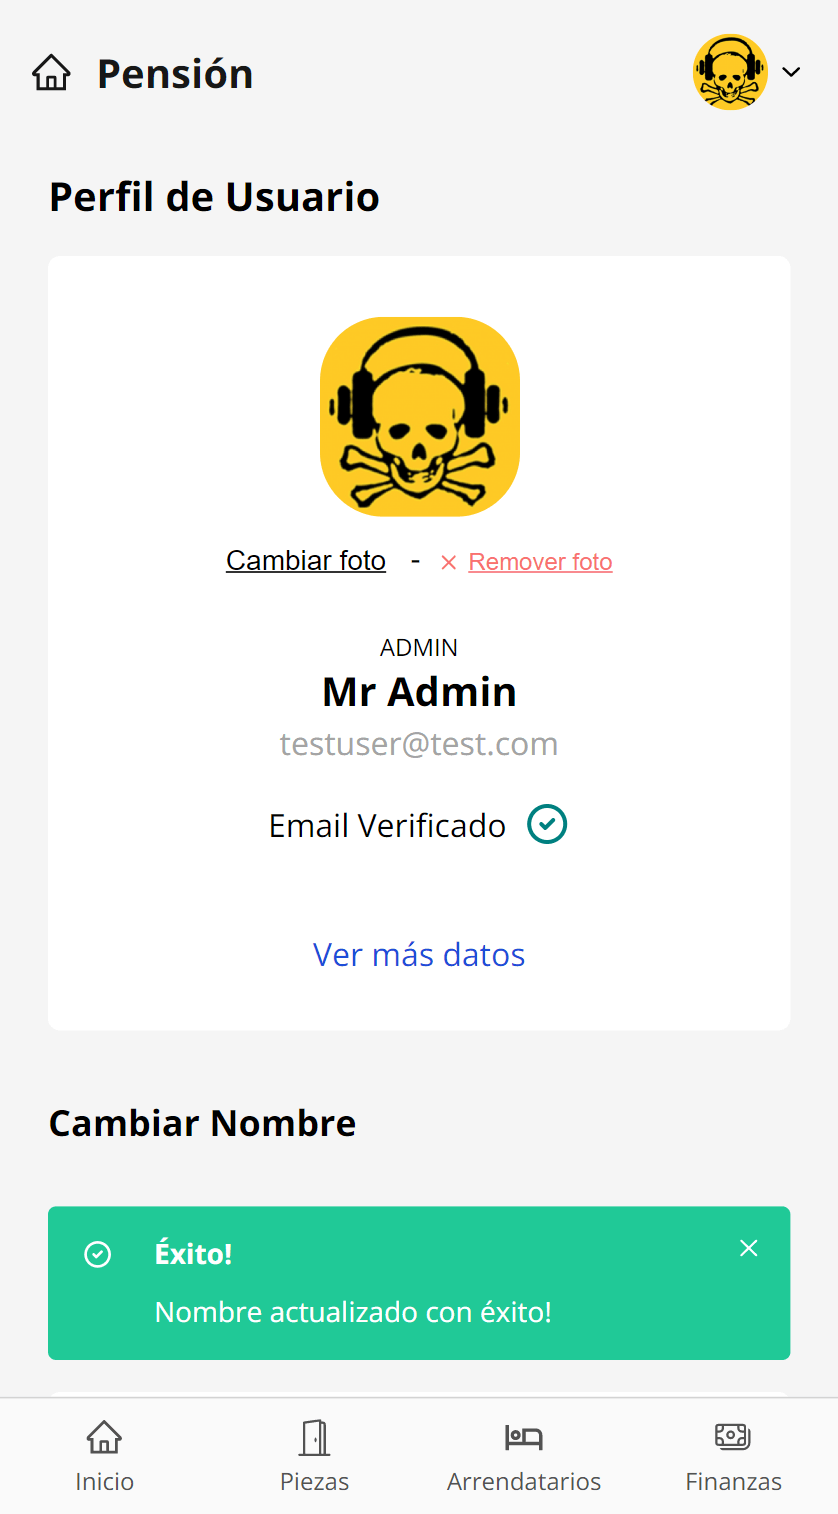 Pensión
Perfil de Usuario
Cambiar foto - × Remover foto
ADMIN
Mr Admin
testuser@test.com
Email Verificado
Ver más datos
Cambiar Nombre
Éxito!
Nombre actualizado con éxito!
Inicio Piezas Arrendatarios Finanzas